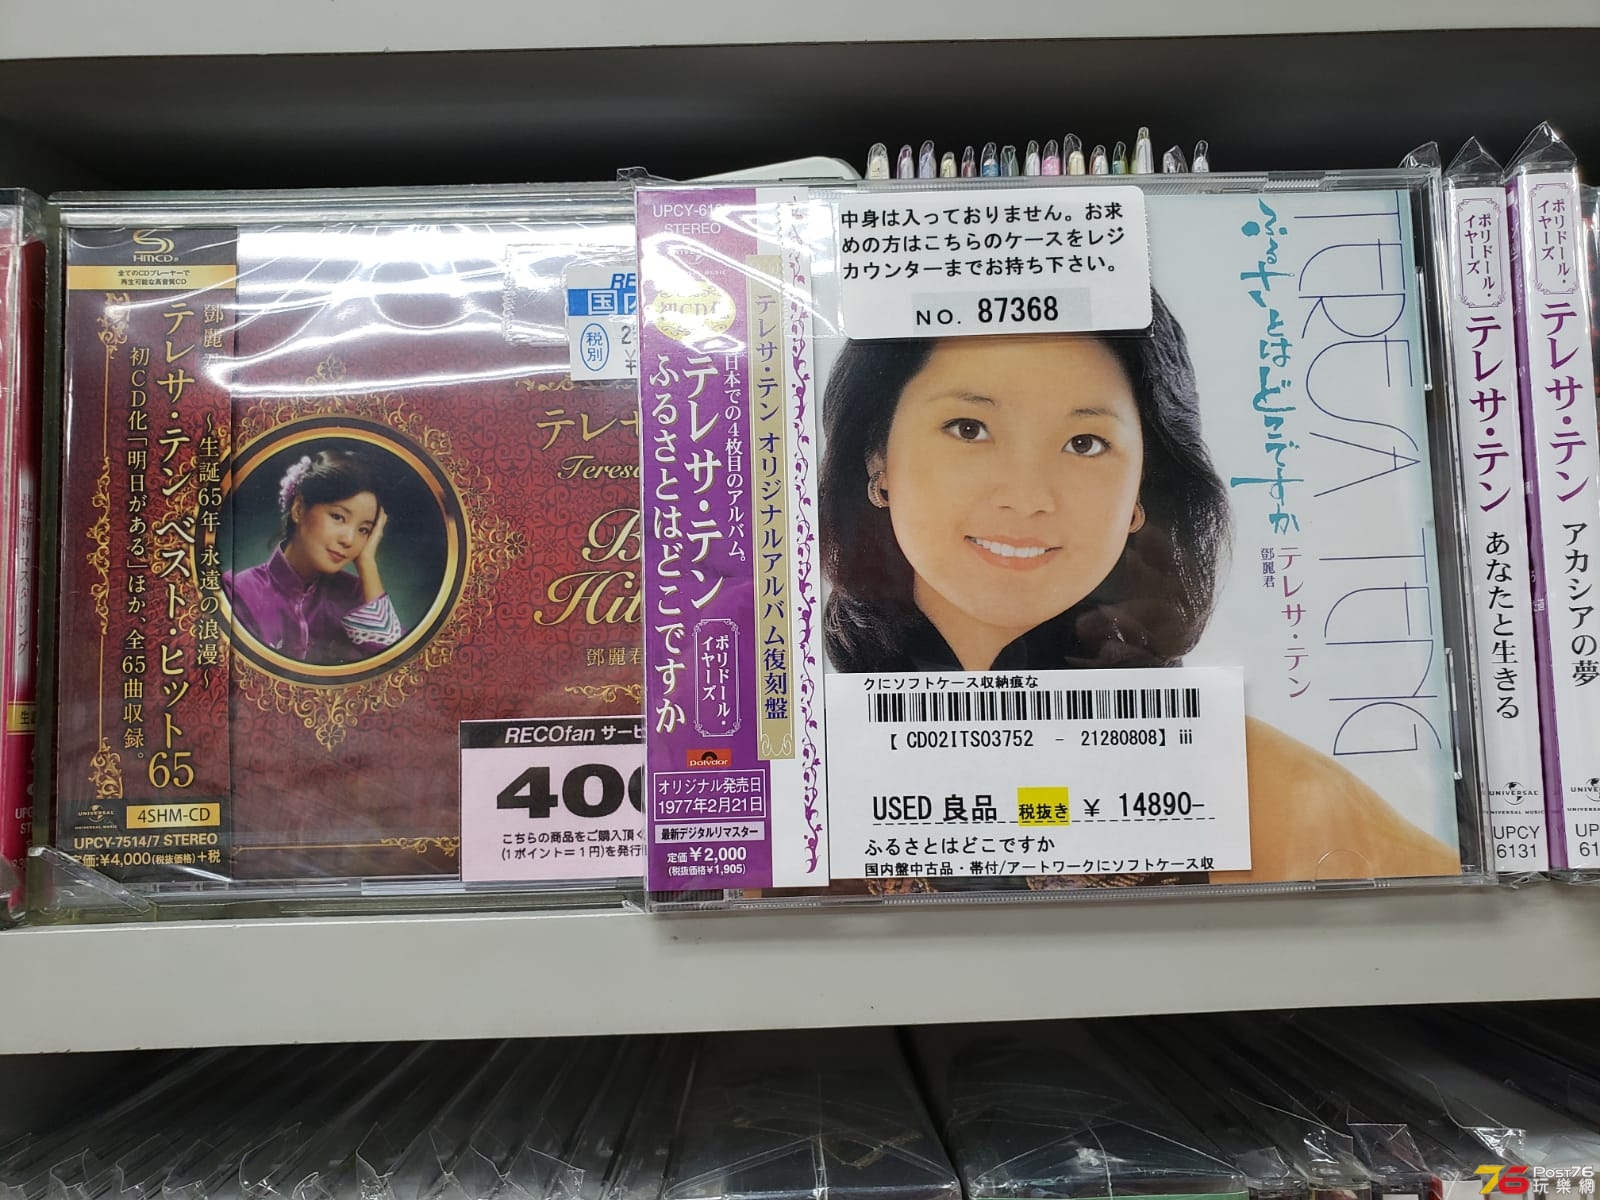 HMCD
全てのCDプレーヤーで
再生可能な高音質CD
鄧麗君 ～生誕65年 永遠の浪漫～
テレサ・テン ベスト・ヒット65
初CD化「明日がある」ほか、全65曲収録。
UNIVERSAL
UNIVERSAL MUSIC
4SHM-CD
UPCY-7514/7 STEREO
定価:¥4,000(税抜価格)+税
鄧麗君
税別
RECOfan サービ
400
こちらの商品をご購入頂く
(1ポイント=1円)を発行
UPCY-61
STEREO
初CD化
テレサ・テン オリジナルアルバム復刻盤
日本での4枚目のアルバム。
テレサ・テン
ふるさとはどこですか
ポリドール・
イヤーズ
polydor
オリジナル発売日
1977年2月21日
最新デジタルリマスター
定価¥2,000
(税抜価格¥1,905)
中身は入っておりません。お求
めの方はこちらのケースをレジ
カウンターまでお持ち下さい。
NO. 87368
TERESA TENG
ふるさとはどこですか
テレサ・テン
鄧麗君
クにソフトケース収納痕な
【 CD02ITS03752 - 21280808】 iii
USED 良品 税抜き ¥ 14890-
ふるさとはどこですか
国内盤中古品・帯付/アートワークにソフトケース収
ポリドール・
イヤーズ
テレサ・テン あなたと生きる
UNIVERSAL
UNIVERSAL MUSIC
UPCY
6131
ポリドール・
イヤーズ
テレサ・テン アカシアの夢
76 Post76
玩樂網